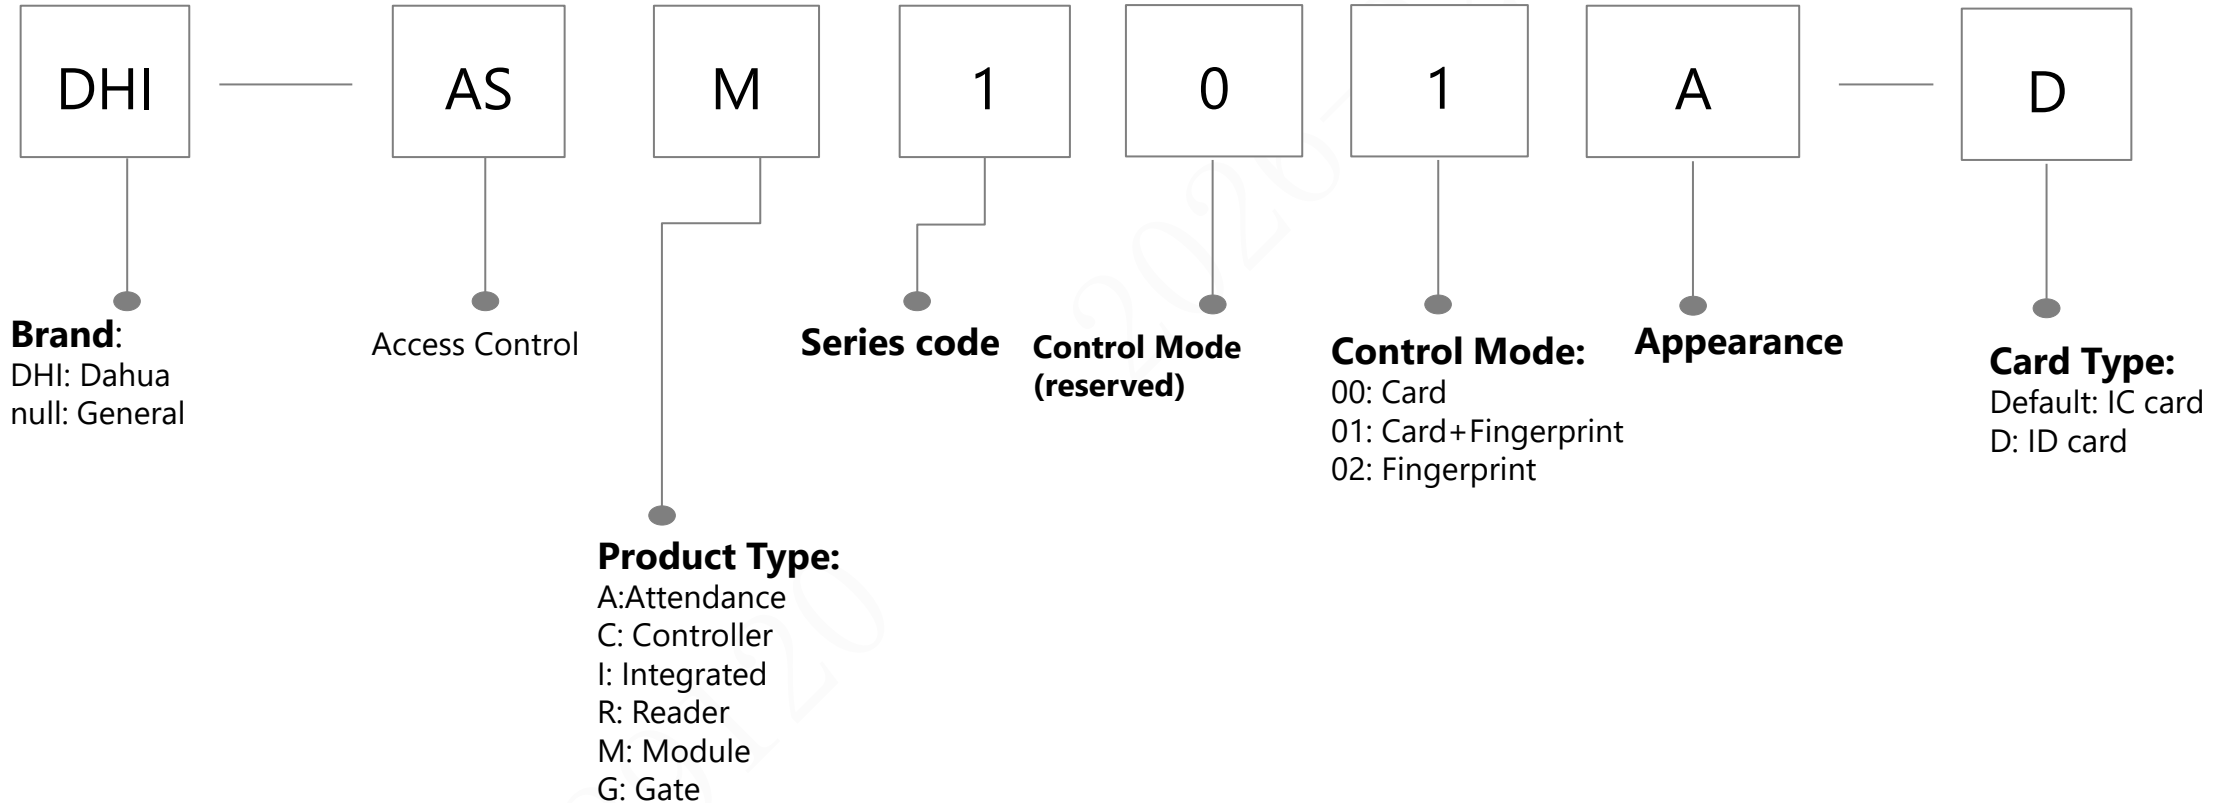 DHI AS M 1 0 1 A D
Brand:
DHI: Dahua
null: General
Access Control
Product Type:
A:Attendance
C: Controller
I: Integrated
R: Reader
M: Module
G: Gate
Series code
Control Mode
(reserved)
Control Mode:
00: Card
01: Card+Fingerprint
02: Fingerprint
Appearance
Card Type:
Default: IC card
D: ID card